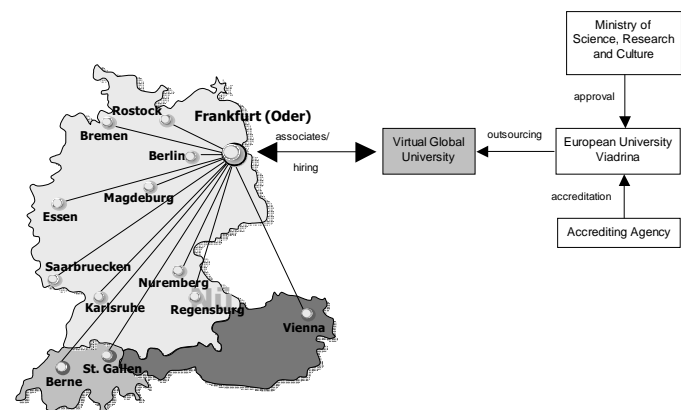 Ministry of
Science, Research
and Culture
approval
Rostock
Frankfurt (Oder)
Bremen
associates/
hiring
Virtual Global
University
outsourcing
European University
Viadrina
Berlin
Magdeburg
accreditation
Essen
Accrediting Agency
Saarbruecken
Nuremberg
Karlsruhe
Nü
Regensburg
Vienna
St. Gallen
Berne